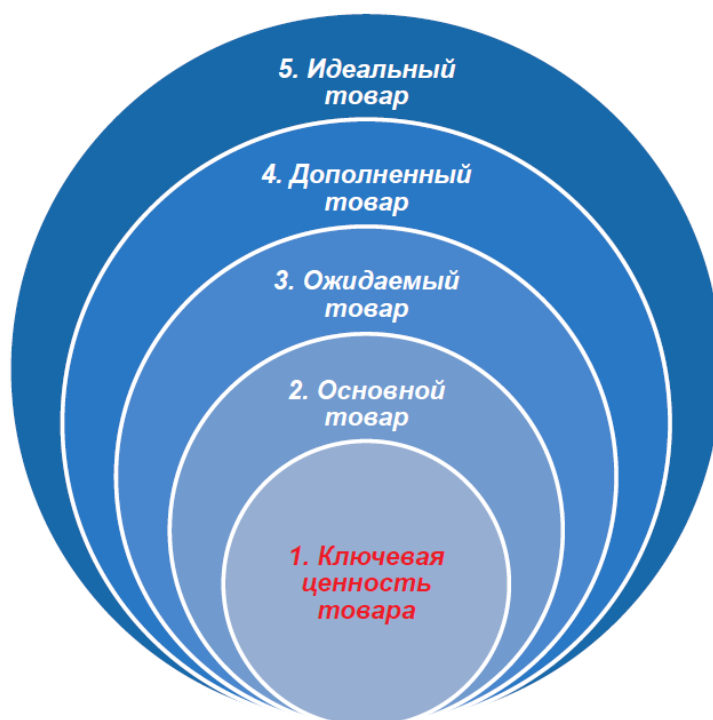 5. Идеальный
товар
4. Дополненный
товар
3. Ожидаемый
товар
2. Основной
товар
1. Ключевая
ценность
товара